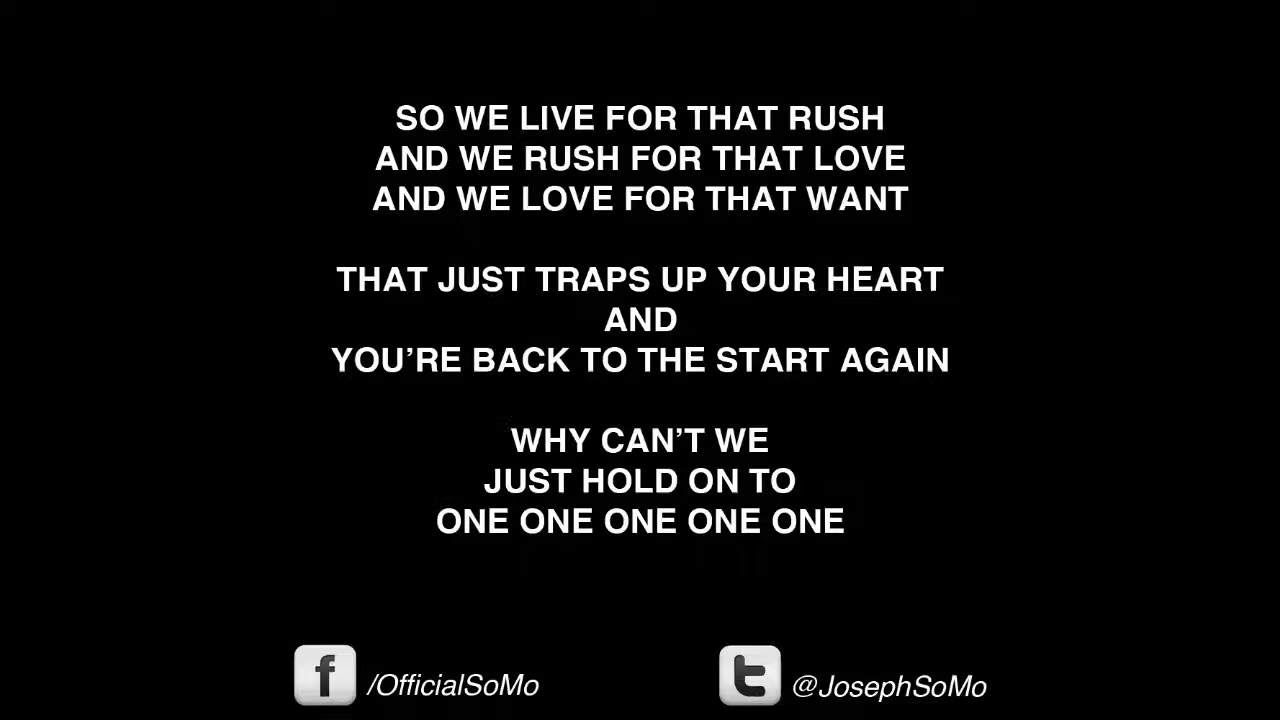 SO WE LIVE FOR THAT RUSH
AND WE RUSH FOR THAT LOVE
AND WE LOVE FOR THAT WANT
THAT JUST TRAPS UP YOUR HEART
AND
YOU'RE BACK TO THE START AGAIN
WHY CAN'T WE
JUST HOLD ON TO
ONE ONE ONE ONE ONE
/OfficialSoMo
@JosephSoMo